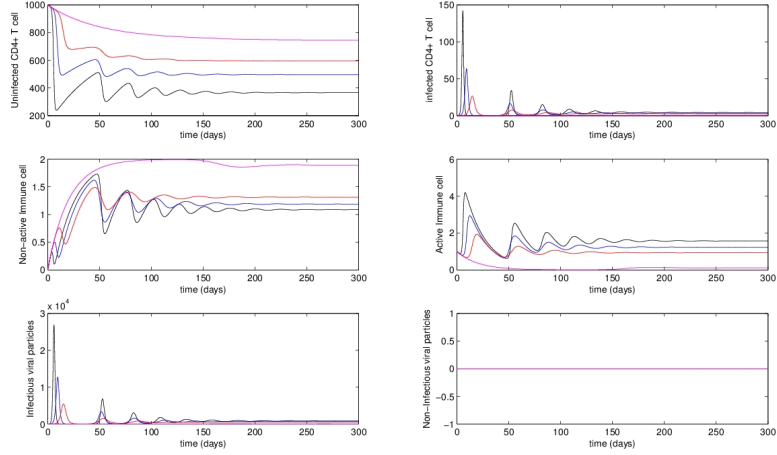 1000
800
600
400
200
0 50 100 150 200 250 300
time (days)
Uninfected CD4+ T cell
150
100
50
0
0 50 100 150 200 250 300
time (days)
infected CD4+ T cell
2
1.5
1
0.5
0
0 50 100 150 200 250 300
time (days)
Non−active Immune cell
6
4
2
0
0 50 100 150 200 250 300
time (days)
Active Immune cell
x 10^4
3
2
1
0
0 50 100 150 200 250 300
time (days)
Infectious viral particles
1
0.5
0
−0.5
−1
0 50 100 150 200 250 300
time (days)
Non−Infectious viral particles